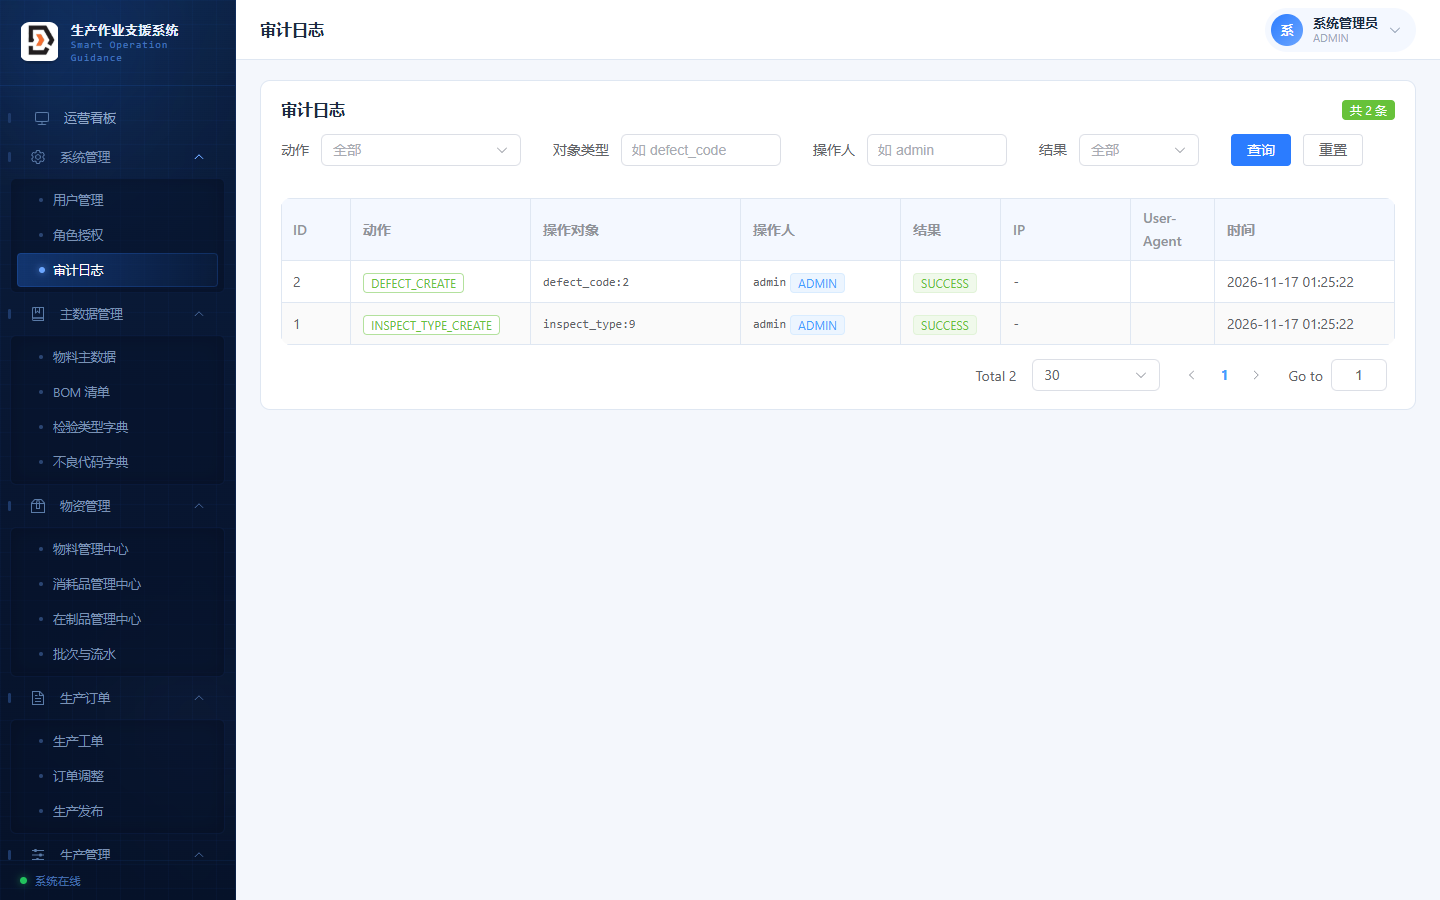 生产作业支援系统
Smart Operation
Guidance
运营看板
系统管理
用户管理
角色授权
审计日志
主数据管理
物料主数据
BOM 清单
检验类型字典
不良代码字典
物资管理
物料管理中心
消耗品管理中心
在制品管理中心
批次与流水
生产订单
生产工单
订单调整
生产发布
生产管理
系统在线
审计日志
系 系统管理员
ADMIN
审计日志
共 2 条
动作 全部 对象类型 如 defect_code 操作人 如 admin 结果 全部 查询 重置
ID 动作 操作对象 操作人 结果 IP User-Agent 时间
2 DEFECT_CREATE defect_code:2 admin ADMIN SUCCESS - 2026-11-17 01:25:22
1 INSPECT_TYPE_CREATE inspect_type:9 admin ADMIN SUCCESS - 2026-11-17 01:25:22
Total 2 30 1 Go to 1